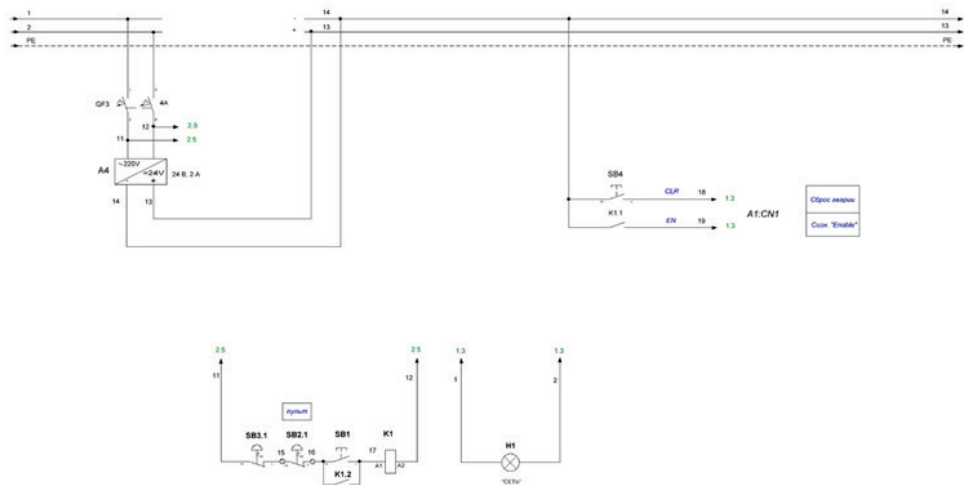 1 14 14
2 13 13
PE PE
QF3 4A
12 2.9
11 2.5
A4 ~220V =24V 24 В, 2 А
14 13
SB4
CLR 18 1.3
K1.1
EN 19 1.3
A1:CN1
Сброс аварии
Сигн. "Enable"
2.5 2.5 1.3 1.3
11 12 1 2
пульт
SB3.1 SB2.1 SB1 K1
15 16 17
A1 A2
K1.2
H1
"СЕТЬ"